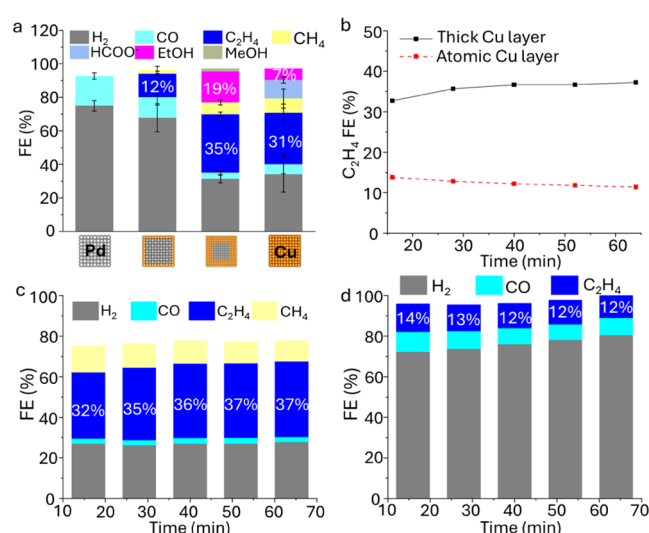 a
H₂ CO C₂H₄ CH₄
HCOO⁻ EtOH MeOH
120
100
80
60
40
20
0
FE (%)
12%
19%
35%
7%
31%
Pd
Cu
b
Thick Cu layer
Atomic Cu layer
50
40
30
20
10
0
C₂H₄ FE (%)
20 30 40 50 60
Time (min)
c
H₂ CO C₂H₄ CH₄
100
80
60
40
20
0
FE (%)
32% 35% 36% 37% 37%
10 20 30 40 50 60 70
Time (min)
d
H₂ CO C₂H₄
100
80
60
40
20
0
FE (%)
14% 13% 12% 12% 12%
10 20 30 40 50 60 70
Time (min)